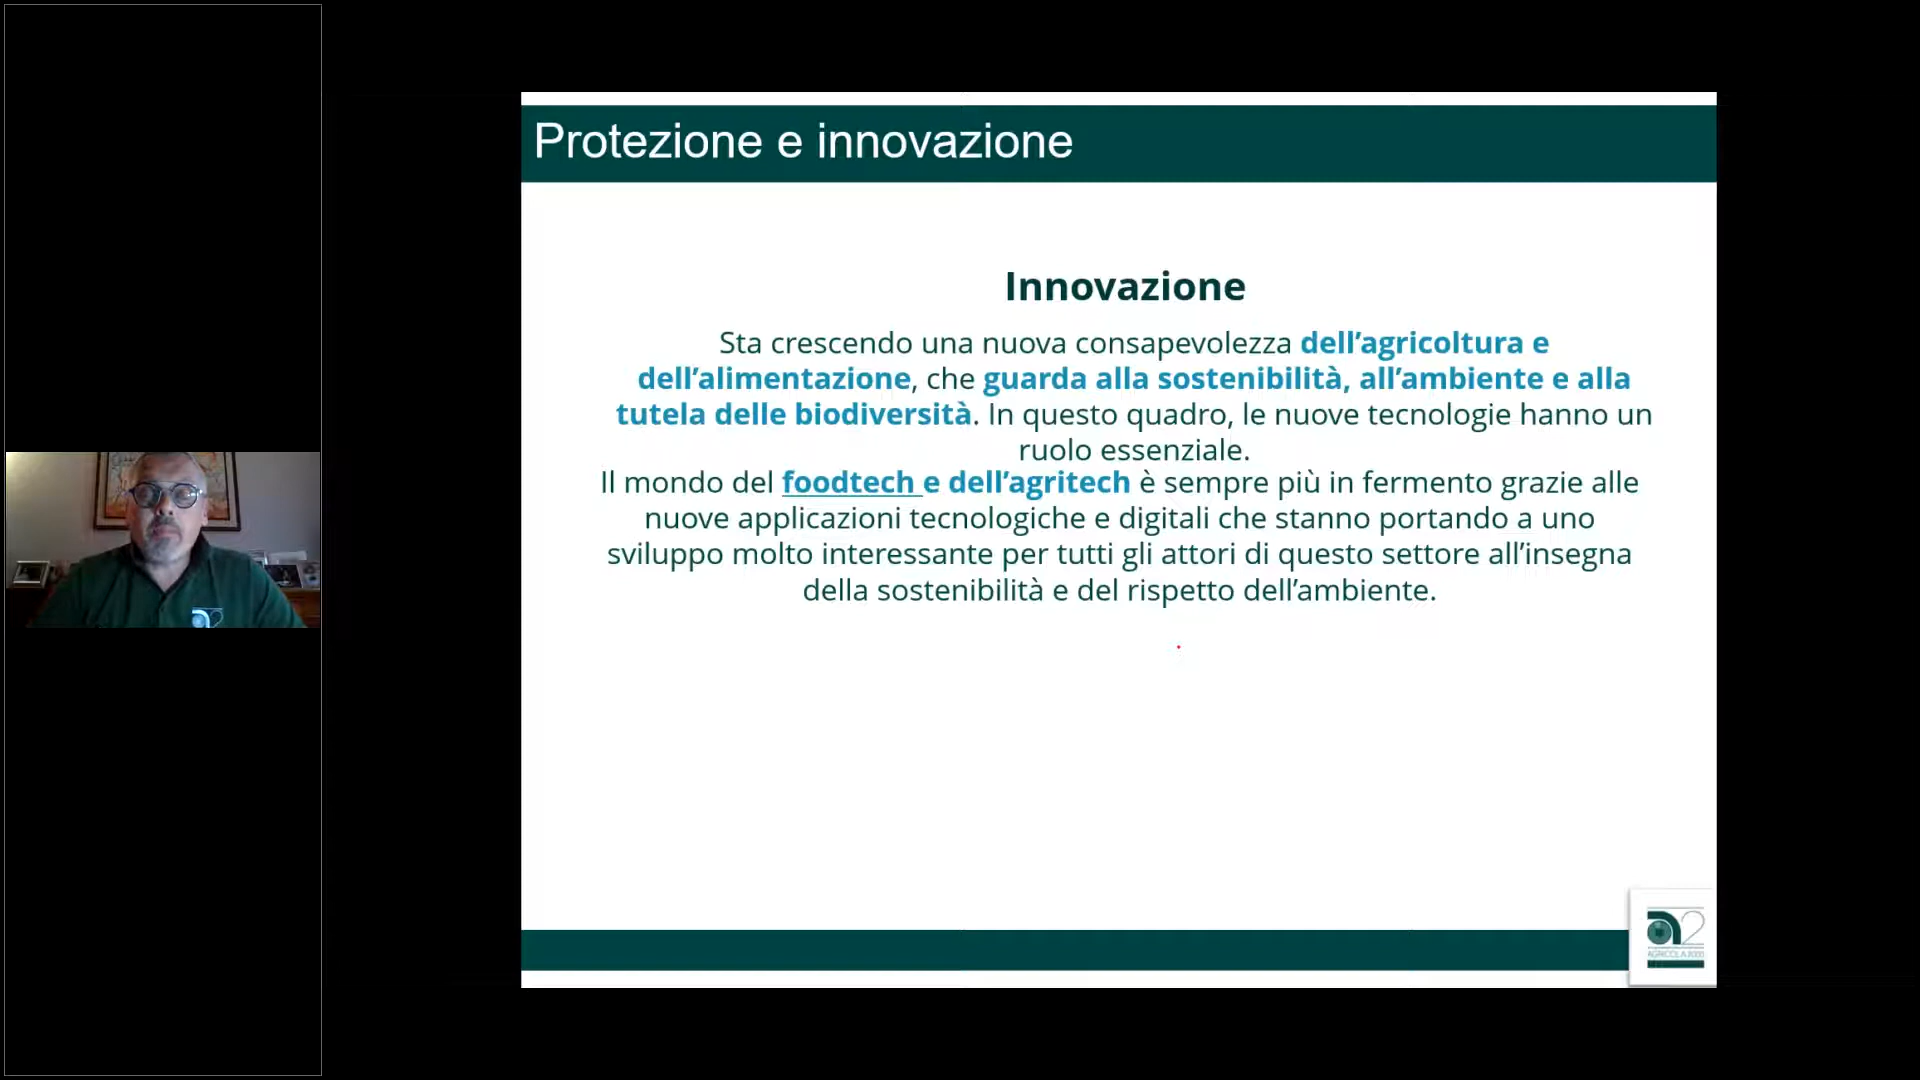 Protezione e innovazione
Innovazione
Sta crescendo una nuova consapevolezza dell’agricoltura e
dell’alimentazione, che guarda alla sostenibilità, all’ambiente e alla
tutela delle biodiversità. In questo quadro, le nuove tecnologie hanno un
ruolo essenziale.
Il mondo del foodtech e dell’agritech è sempre più in fermento grazie alle
nuove applicazioni tecnologiche e digitali che stanno portando a uno
sviluppo molto interessante per tutti gli attori di questo settore all’insegna
della sostenibilità e del rispetto dell’ambiente.
a2
AGRICOLA 2000